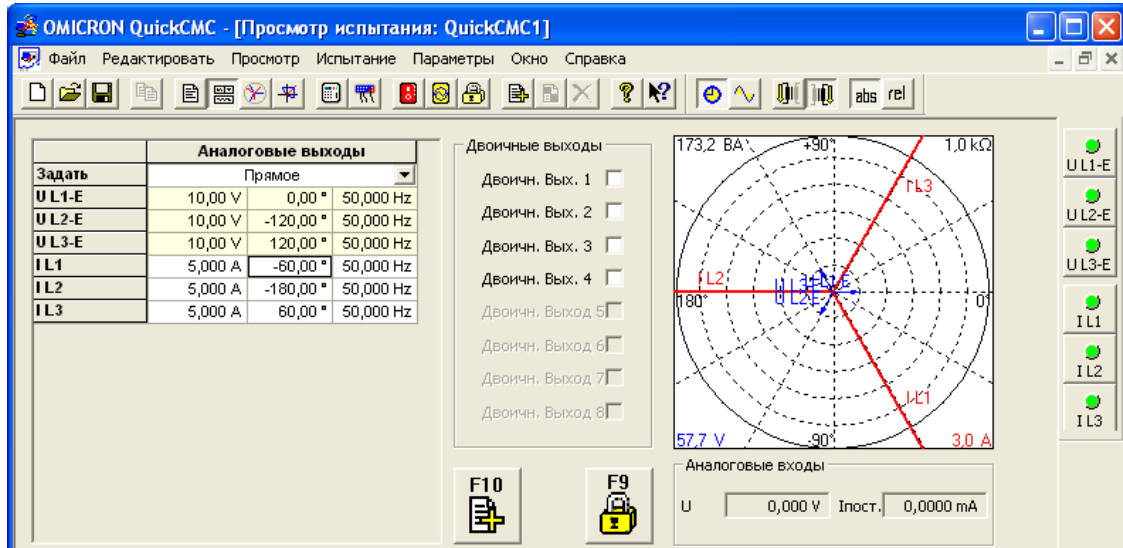 OMICRON QuickCMC - [Просмотр испытания: QuickCMC1]
Файл Редактировать Просмотр Испытание Параметры Окно Справка
abs rel
Аналоговые выходы
Задать Прямое
U L1-E 10,00 V 0,00 ° 50,000 Hz
U L2-E 10,00 V -120,00 ° 50,000 Hz
U L3-E 10,00 V 120,00 ° 50,000 Hz
I L1 5,000 A -60,00 ° 50,000 Hz
I L2 5,000 A -180,00 ° 50,000 Hz
I L3 5,000 A 60,00 ° 50,000 Hz
Двоичные выходы
Двоичн. Вых. 1
Двоичн. Вых. 2
Двоичн. Вых. 3
Двоичн. Вых. 4
Двоичн. Выход 5
Двоичн. Выход 6
Двоичн. Выход 7
Двоичн. Выход 8
F10
F9
173,2 ВА +90° 1,0 kΩ
I L3
I L2
180° 0°
I L1
57,7 V -90° 3,0 A
Аналоговые входы
U 0,000 V Iпост. 0,0000 mA
U L1-E
U L2-E
U L3-E
I L1
I L2
I L3